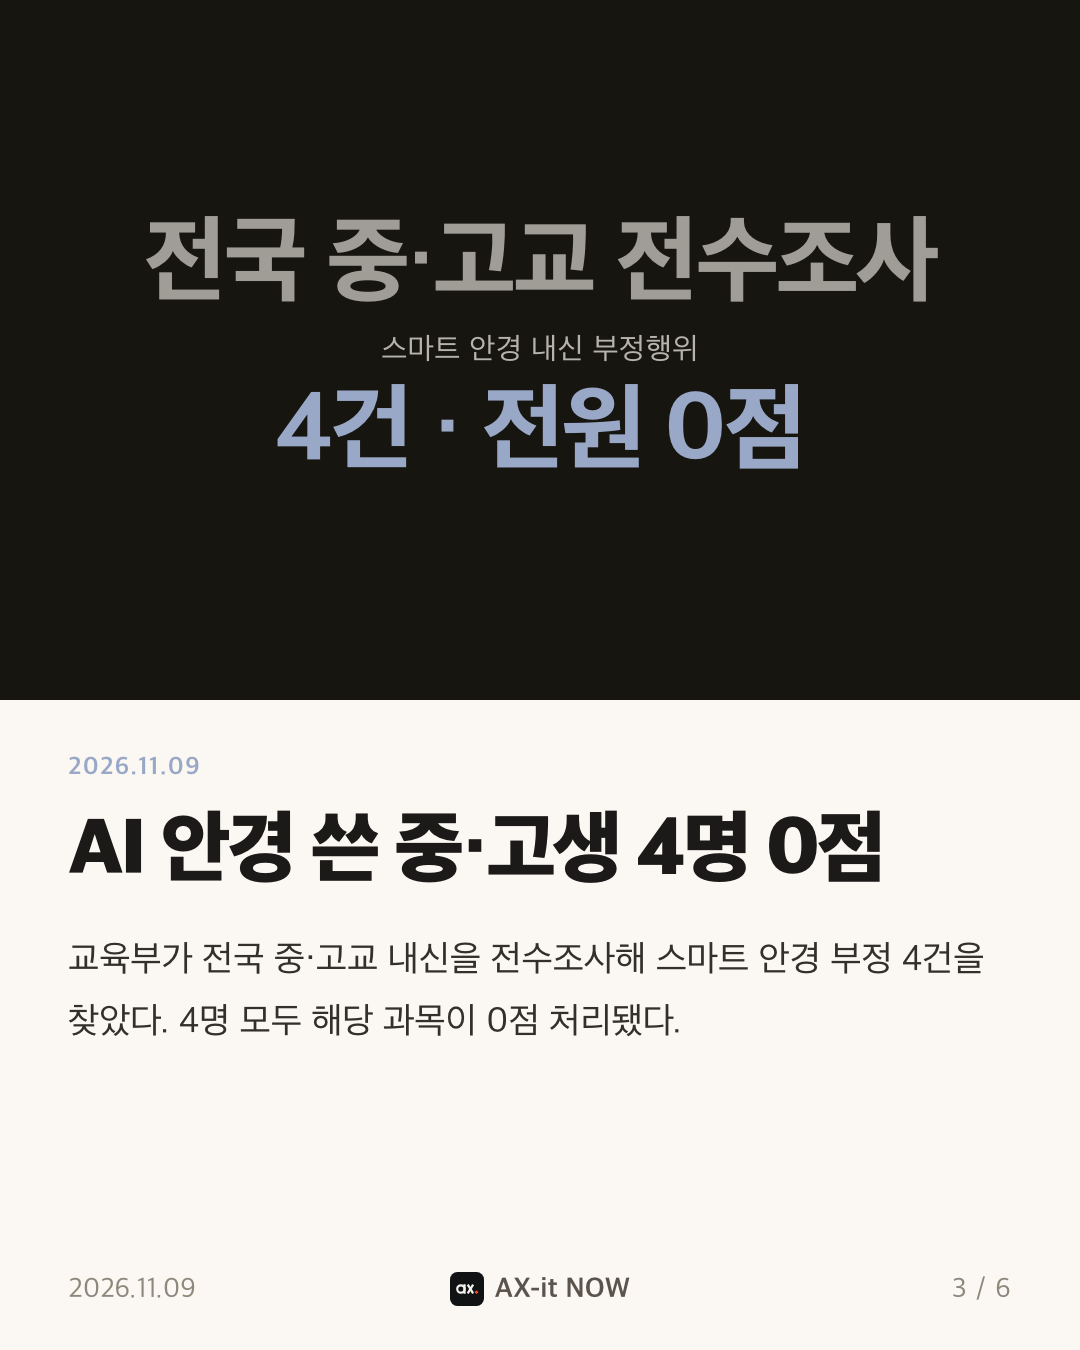 전국 중·고교 전수조사
스마트 안경 내신 부정행위
4건 · 전원 0점
2026.11.09
AI 안경 쓴 중·고생 4명 0점
교육부가 전국 중·고교 내신을 전수조사해 스마트 안경 부정 4건을
찾았다. 4명 모두 해당 과목이 0점 처리됐다.
2026.11.09
ax. AX-it NOW
3 / 6